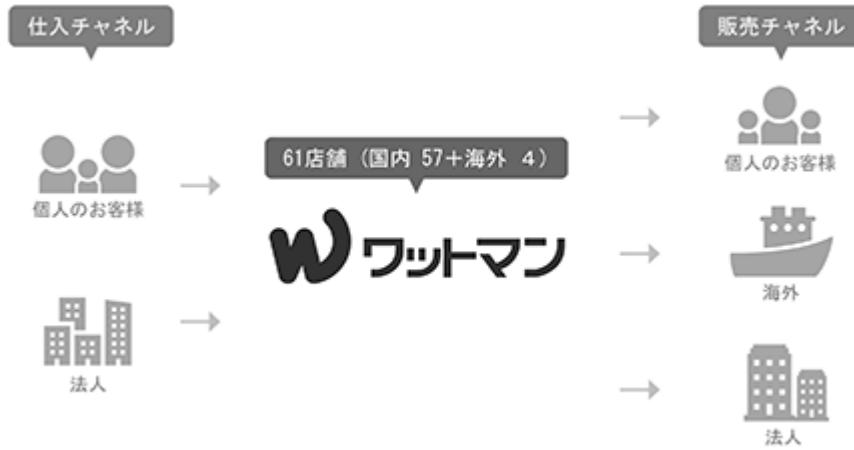 仕入チャネル
販売チャネル
個人のお客様
法人
61店舗（国内 57＋海外 4）
W ワットマン
個人のお客様
海外
法人